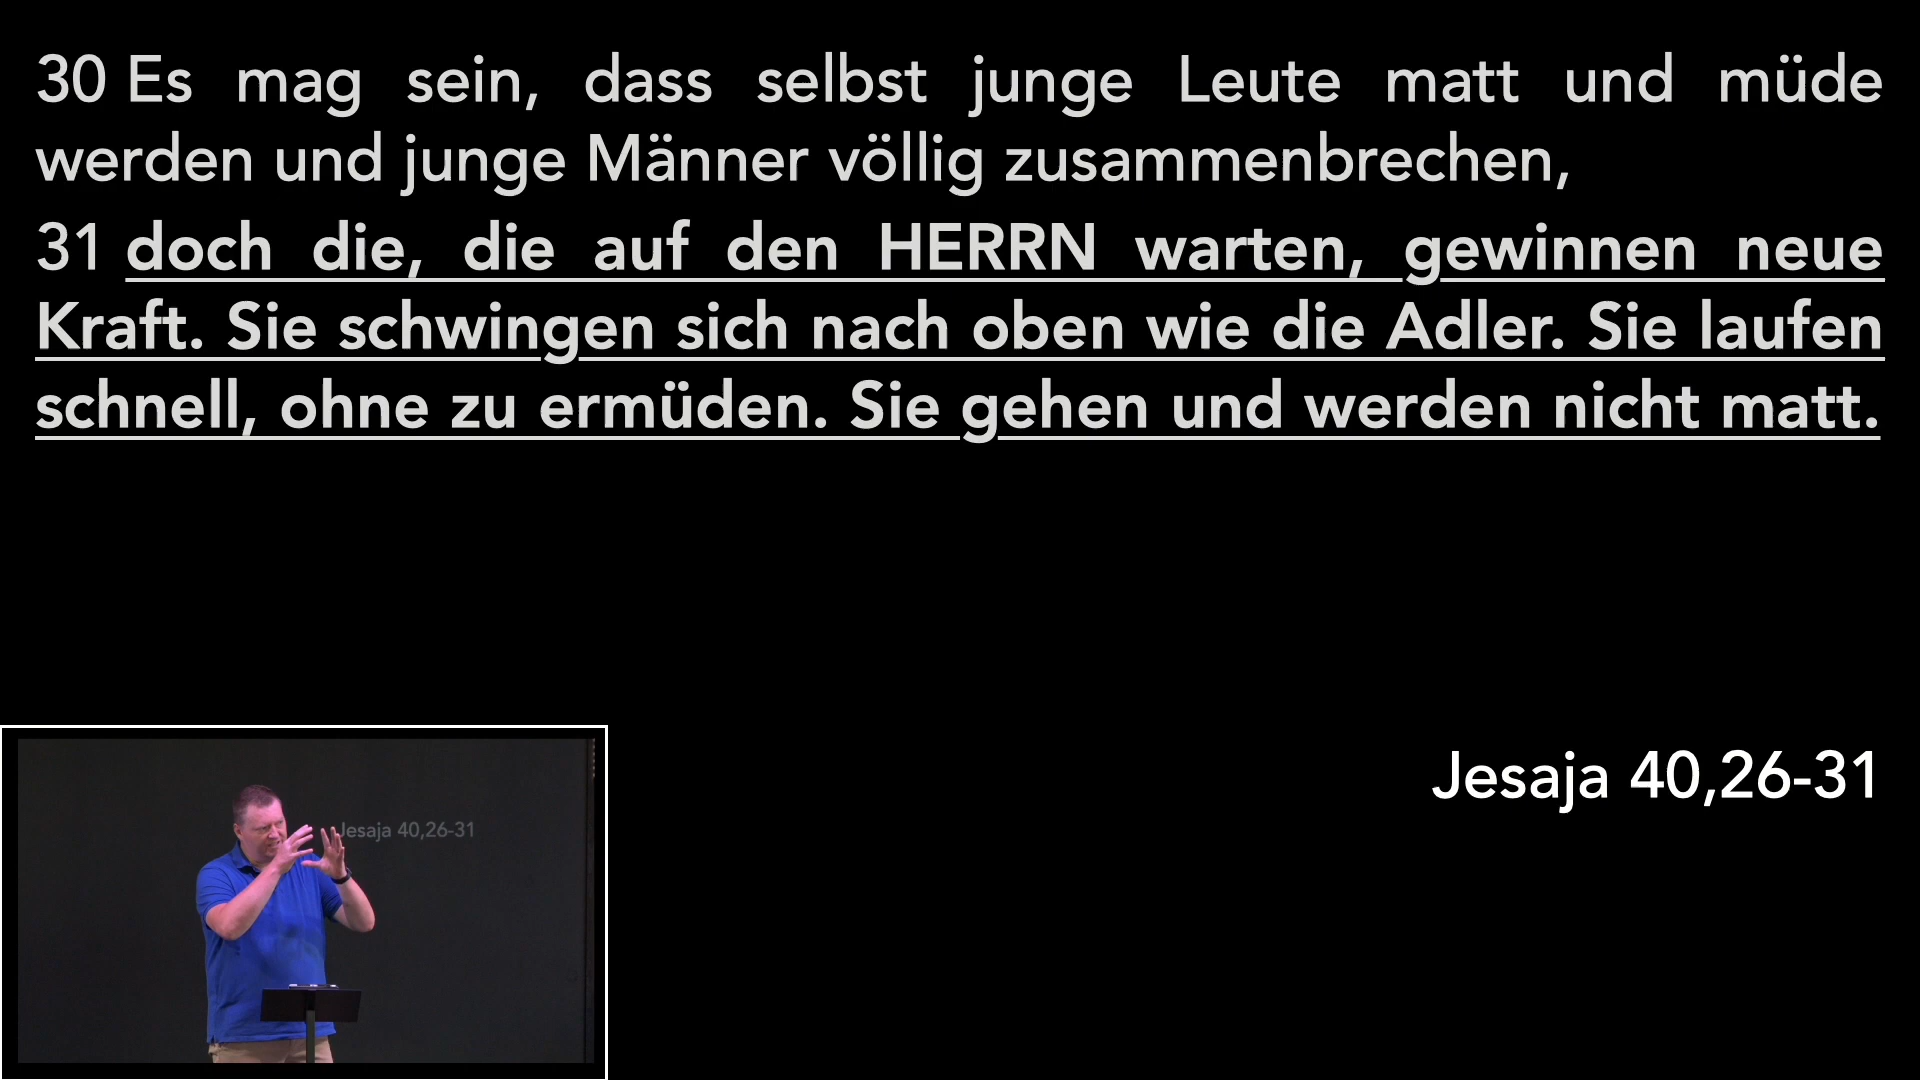 30 Es mag sein, dass selbst junge Leute matt und müde
werden und junge Männer völlig zusammenbrechen,
31 doch die, die auf den HERRN warten, gewinnen neue
Kraft. Sie schwingen sich nach oben wie die Adler. Sie laufen
schnell, ohne zu ermüden. Sie gehen und werden nicht matt.
Jesaja 40,26-31
Jesaja 40,26-31